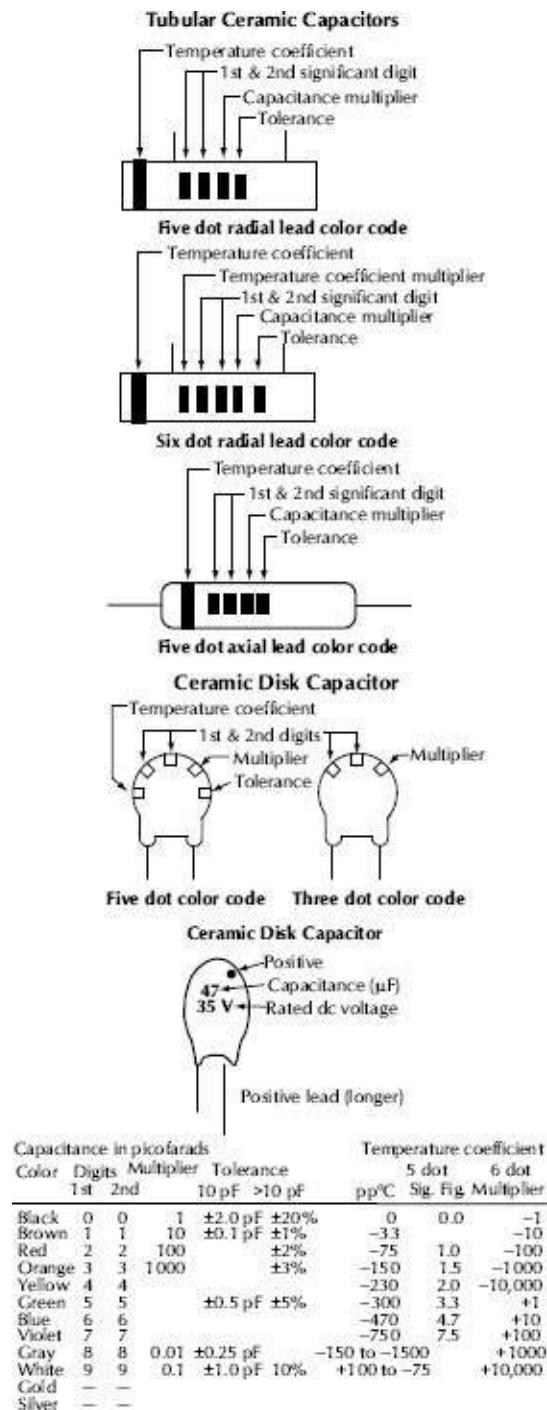 Tubular Ceramic Capacitors
Temperature coefficient
1st & 2nd significant digit
Capacitance multiplier
Tolerance
Five dot radial lead color code
Temperature coefficient
Temperature coefficient multiplier
1st & 2nd significant digit
Capacitance multiplier
Tolerance
Six dot radial lead color code
Temperature coefficient
1st & 2nd significant digit
Capacitance multiplier
Tolerance
Five dot axial lead color code
Ceramic Disk Capacitor
Temperature coefficient
1st & 2nd digits
Multiplier Multiplier
Tolerance
Five dot color code Three dot color code
Ceramic Disk Capacitor
Positive
47 Capacitance (μF)
35 V Rated dc voltage
Positive lead (longer)
Capacitance in picofarads Temperature coefficient
Color Digits Multiplier Tolerance 5 dot 6 dot
1st 2nd 10 pF >10 pF pp°C Sig. Fig. Multiplier
Black 0 0 1 ±2.0 pF ±20% 0 0.0 −1
Brown 1 1 10 ±0.1 pF ±1% −33 −10
Red 2 2 100 ±2% −75 1.0 −100
Orange 3 3 1000 ±3% −150 1.5 −1000
Yellow 4 4 −230 2.0 −10,000
Green 5 5 ±0.5 pF ±5% −300 3.3 +1
Blue 6 6 −470 4.7 +10
Violet 7 7 −750 7.5 +100
Gray 8 8 0.01 ±0.25 pF −150 to −1500 +1000
White 9 9 0.1 ±1.0 pF 10% +100 to −75 +10,000
Gold — —
Silver — —